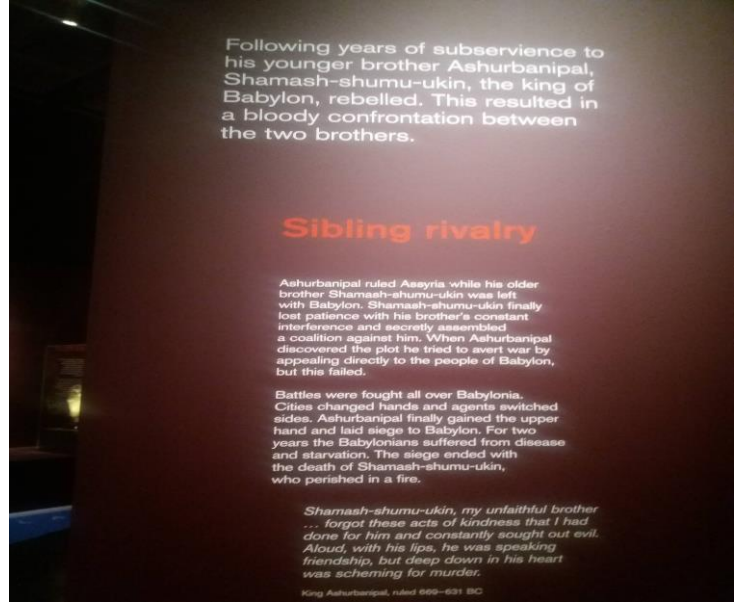 Following years of subservience to
his younger brother Ashurbanipal,
Shamash-shumu-ukin, the king of
Babylon, rebelled. This resulted in
a bloody confrontation between
the two brothers.
Sibling rivalry
Ashurbanipal ruled Assyria while his older
brother Shamash-shumu-ukin was left
with Babylon. Shamash-shumu-ukin finally
lost patience with his brother's constant
interference and secretly assembled
a coalition against him. When Ashurbanipal
discovered the plot he tried to avert war by
appealing directly to the people of Babylon,
but this failed.
Battles were fought all over Babylonia.
Cities changed hands and agents switched
sides. Ashurbanipal finally gained the upper
hand and laid siege to Babylon. For two
years the Babylonians suffered from disease
and starvation. The siege ended with
the death of Shamash-shumu-ukin,
who perished in a fire.
Shamash-shumu-ukin, my unfaithful brother
... forgot these acts of kindness that I had
done for him and constantly sought out evil.
Aloud, with his lips, he was speaking
friendship, but deep down in his heart
was scheming for murder.
King Ashurbanipal, ruled 669–631 BC